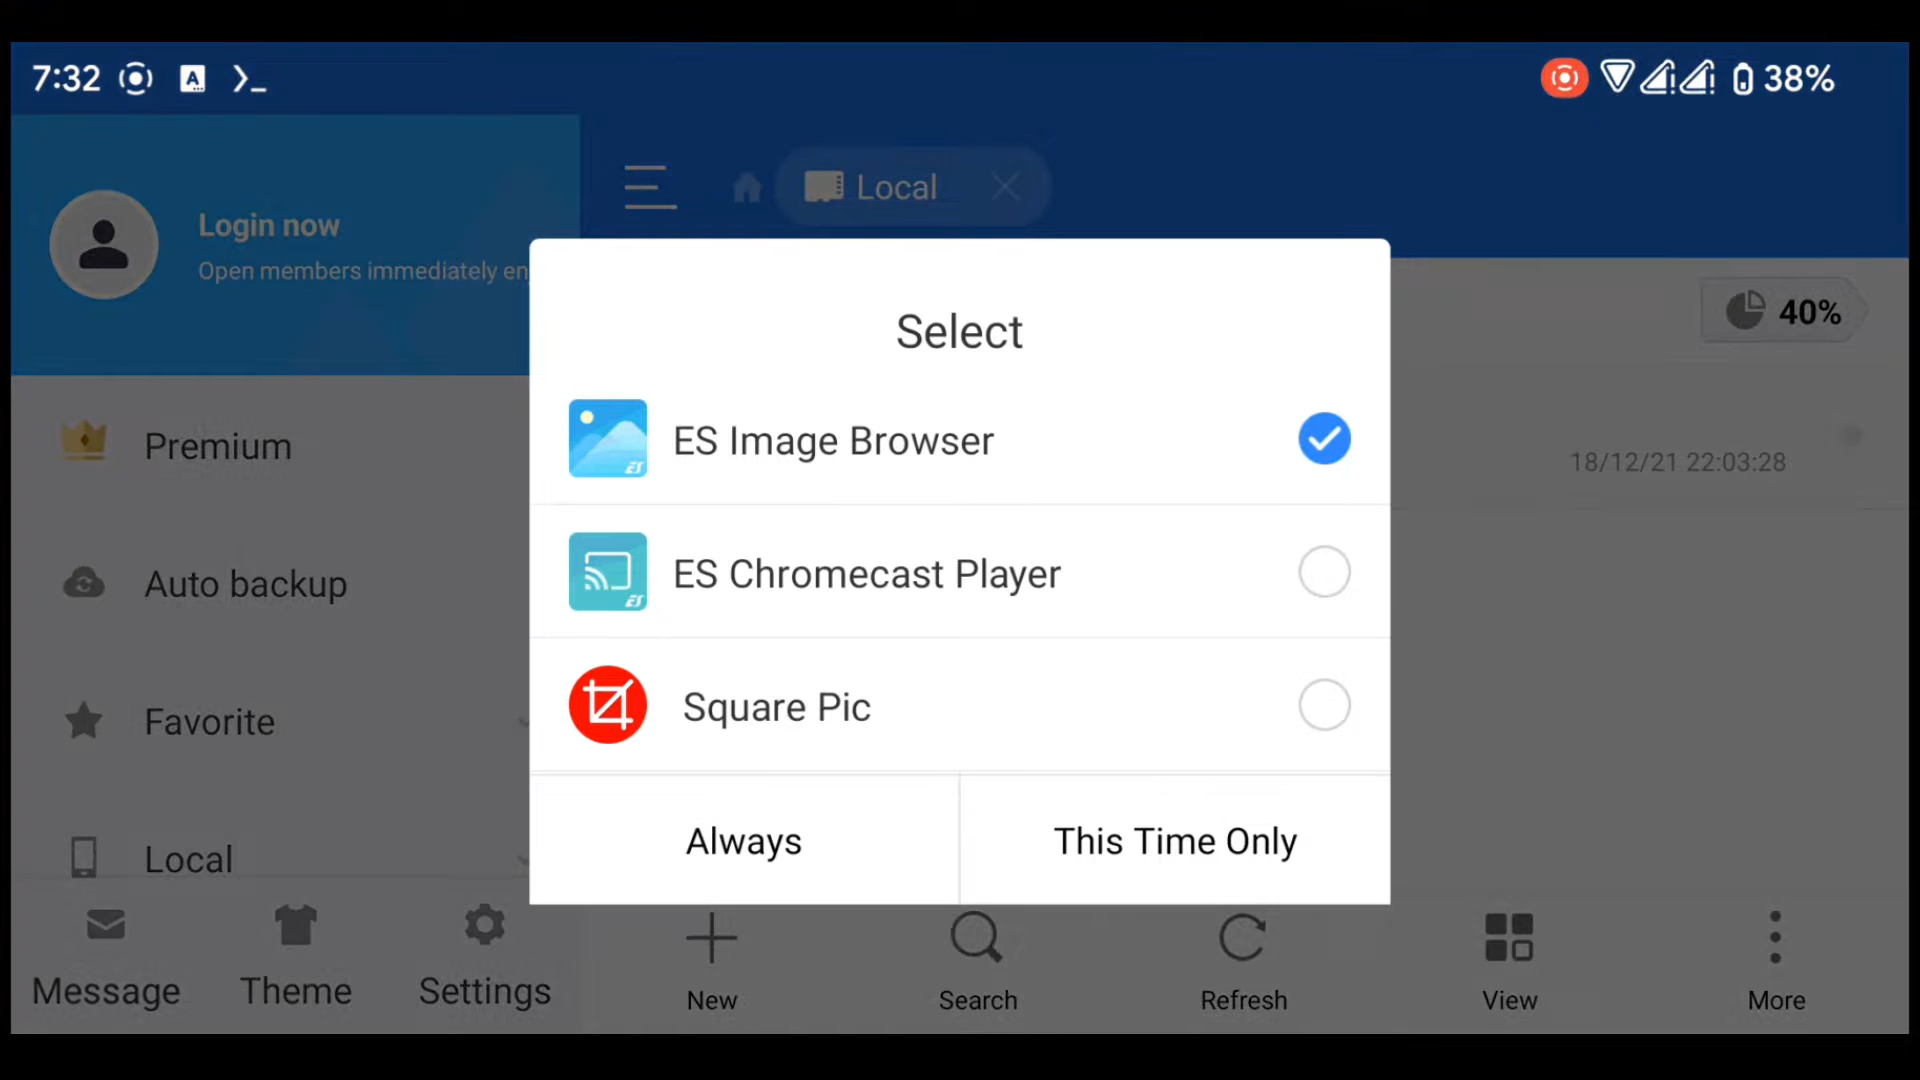 7:32
38%
Login now
Open members immediately en
Local
40%
Select
ES Image Browser
ES Chromecast Player
Square Pic
Always
This Time Only
18/12/21 22:03:28
Premium
Auto backup
Favorite
Local
Message
Theme
Settings
New
Search
Refresh
View
More